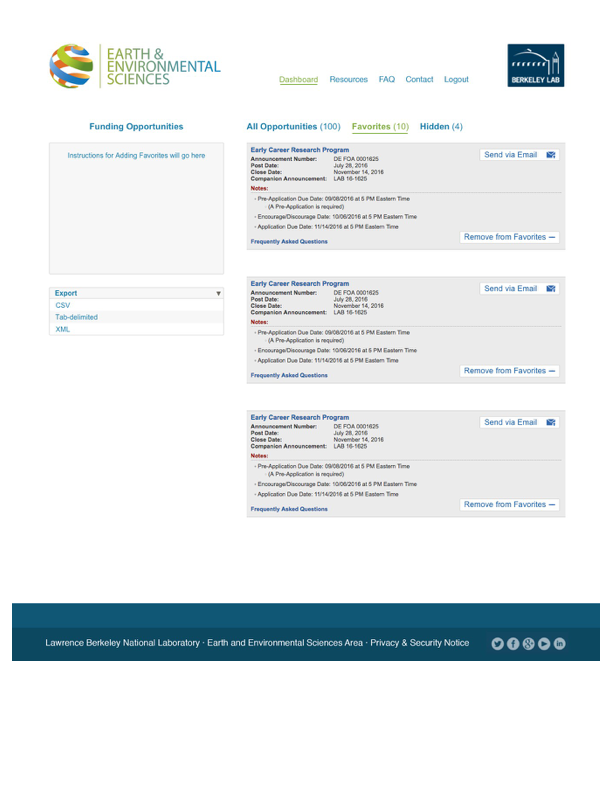 EARTH &
ENVIRONMENTAL
SCIENCES
Dashboard Resources FAQ Contact Logout
BERKELEY LAB
Funding Opportunities
Instructions for Adding Favorites will go here
Export ▼
CSV
Tab-delimited
XML
All Opportunities (100) Favorites (10) Hidden (4)
Early Career Research Program
Send via Email
Announcement Number: DE FOA 0001625
Post Date: July 28, 2016
Close Date: November 14, 2016
Companion Announcement: LAB 16-1625
Notes:
- Pre-Application Due Date: 09/08/2016 at 5 PM Eastern Time
- (A Pre-Application is required)
- Encourage/Discourage Date: 10/06/2016 at 5 PM Eastern Time
- Application Due Date: 11/14/2016 at 5 PM Eastern Time
Remove from Favorites —
Frequently Asked Questions
Early Career Research Program
Send via Email
Announcement Number: DE FOA 0001625
Post Date: July 28, 2016
Close Date: November 14, 2016
Companion Announcement: LAB 16-1625
Notes:
- Pre-Application Due Date: 09/08/2016 at 5 PM Eastern Time
- (A Pre-Application is required)
- Encourage/Discourage Date: 10/06/2016 at 5 PM Eastern Time
- Application Due Date: 11/14/2016 at 5 PM Eastern Time
Remove from Favorites —
Frequently Asked Questions
Early Career Research Program
Send via Email
Announcement Number: DE FOA 0001625
Post Date: July 28, 2016
Close Date: November 14, 2016
Companion Announcement: LAB 16-1625
Notes:
- Pre-Application Due Date: 09/08/2016 at 5 PM Eastern Time
- (A Pre-Application is required)
- Encourage/Discourage Date: 10/06/2016 at 5 PM Eastern Time
- Application Due Date: 11/14/2016 at 5 PM Eastern Time
Remove from Favorites —
Frequently Asked Questions
Lawrence Berkeley National Laboratory · Earth and Environmental Sciences Area · Privacy & Security Notice